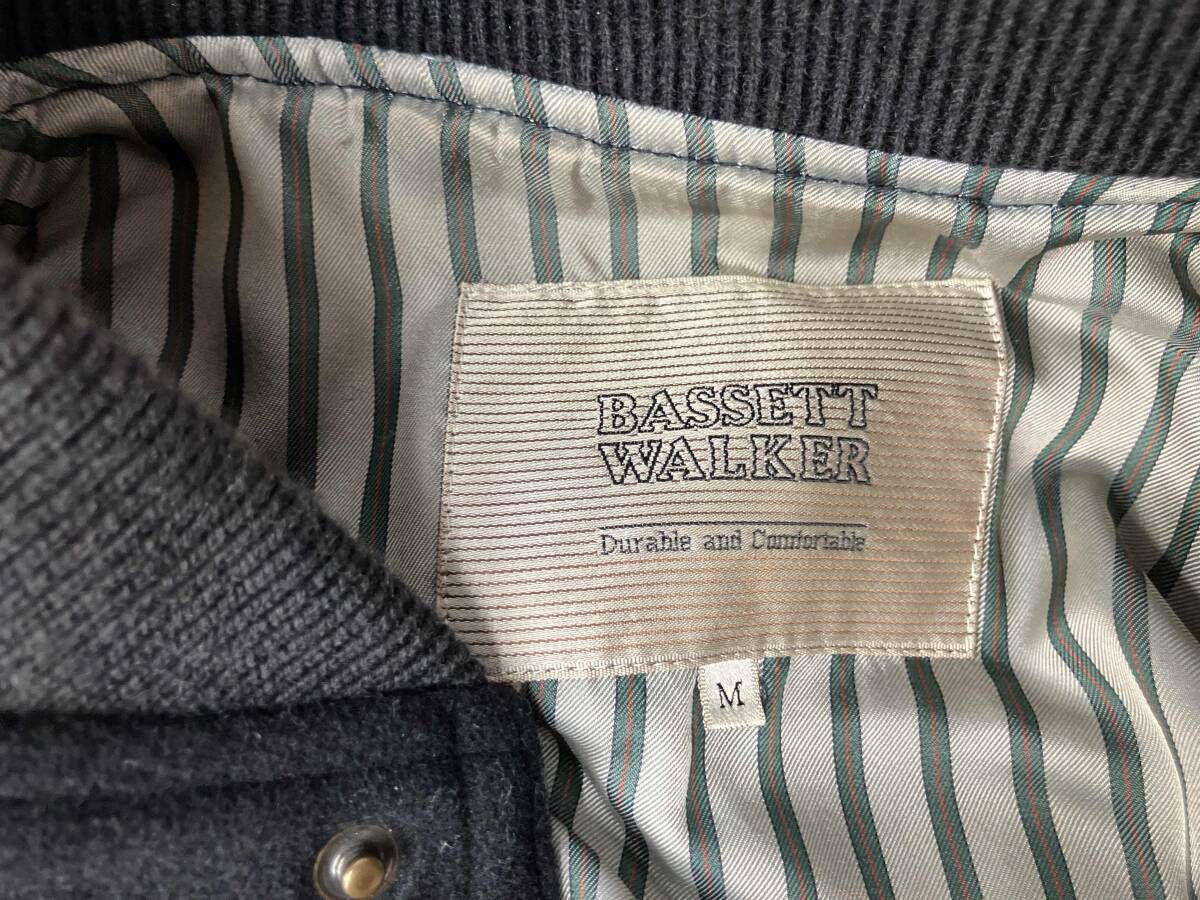 BASSETT
WALKER
Durable and Comfortable
M